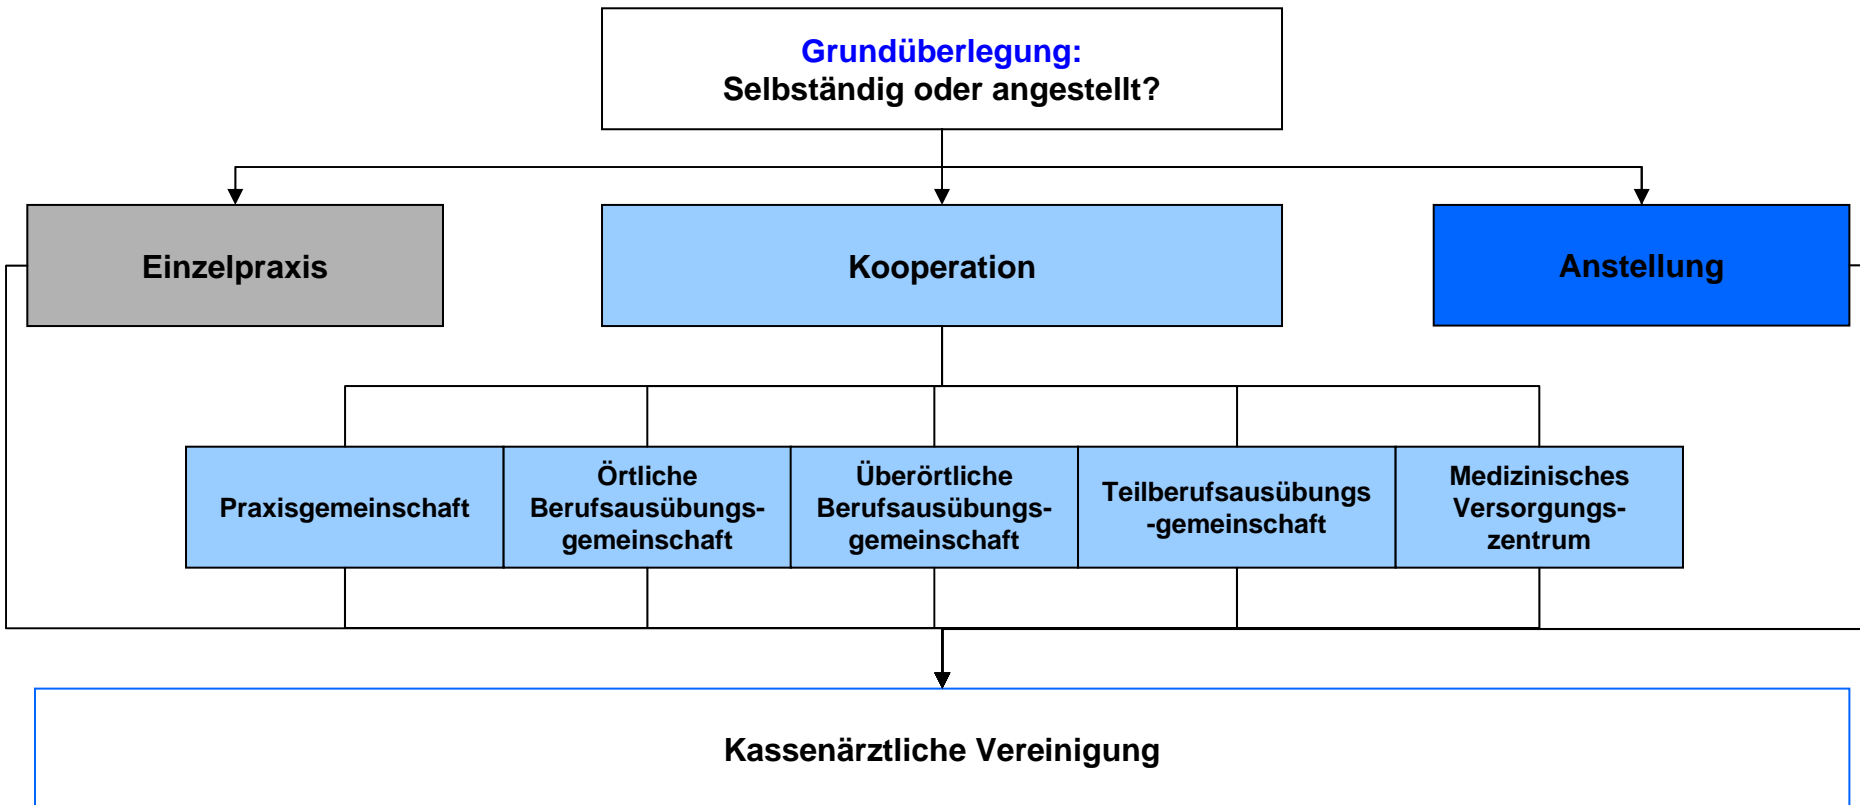 Grundüberlegung:
Selbständig oder angestellt?
Einzelpraxis
Kooperation
Anstellung
Praxisgemeinschaft
Örtliche
Berufsausübungs-
gemeinschaft
Überörtliche
Berufsausübungs-
gemeinschaft
Teilberufsausübungs
-gemeinschaft
Medizinisches
Versorgungs-
zentrum
Kassenärztliche Vereinigung